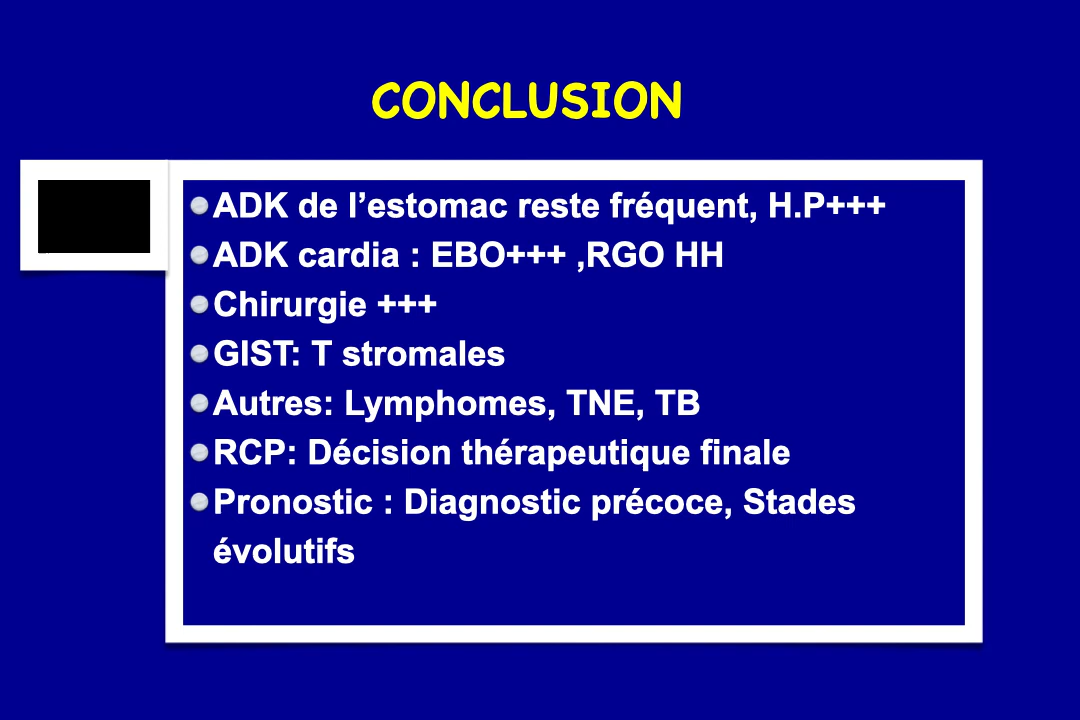 CONCLUSION
ADK de l’estomac reste fréquent, H.P+++
ADK cardia : EBO+++ ,RGO HH
Chirurgie +++
GIST: T stromales
Autres: Lymphomes, TNE, TB
RCP: Décision thérapeutique finale
Pronostic : Diagnostic précoce, Stades
évolutifs